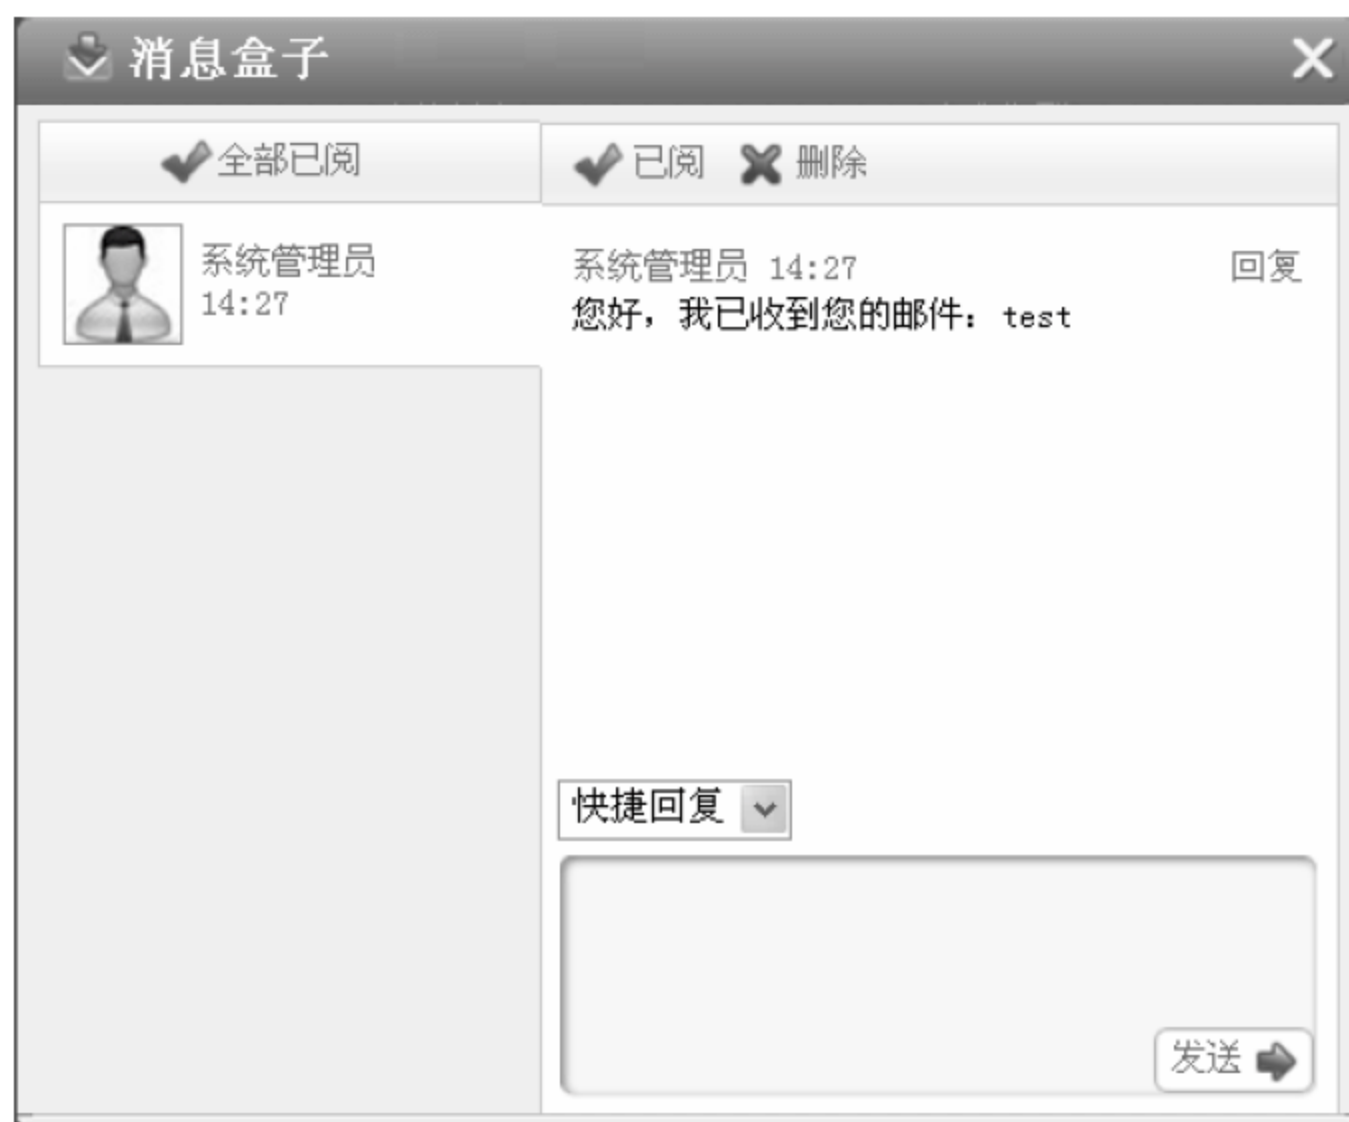 消息盒子
全部已阅
已阅 删除
系统管理员
14:27
系统管理员 14:27 回复
您好，我已收到您的邮件：test
快捷回复
发送